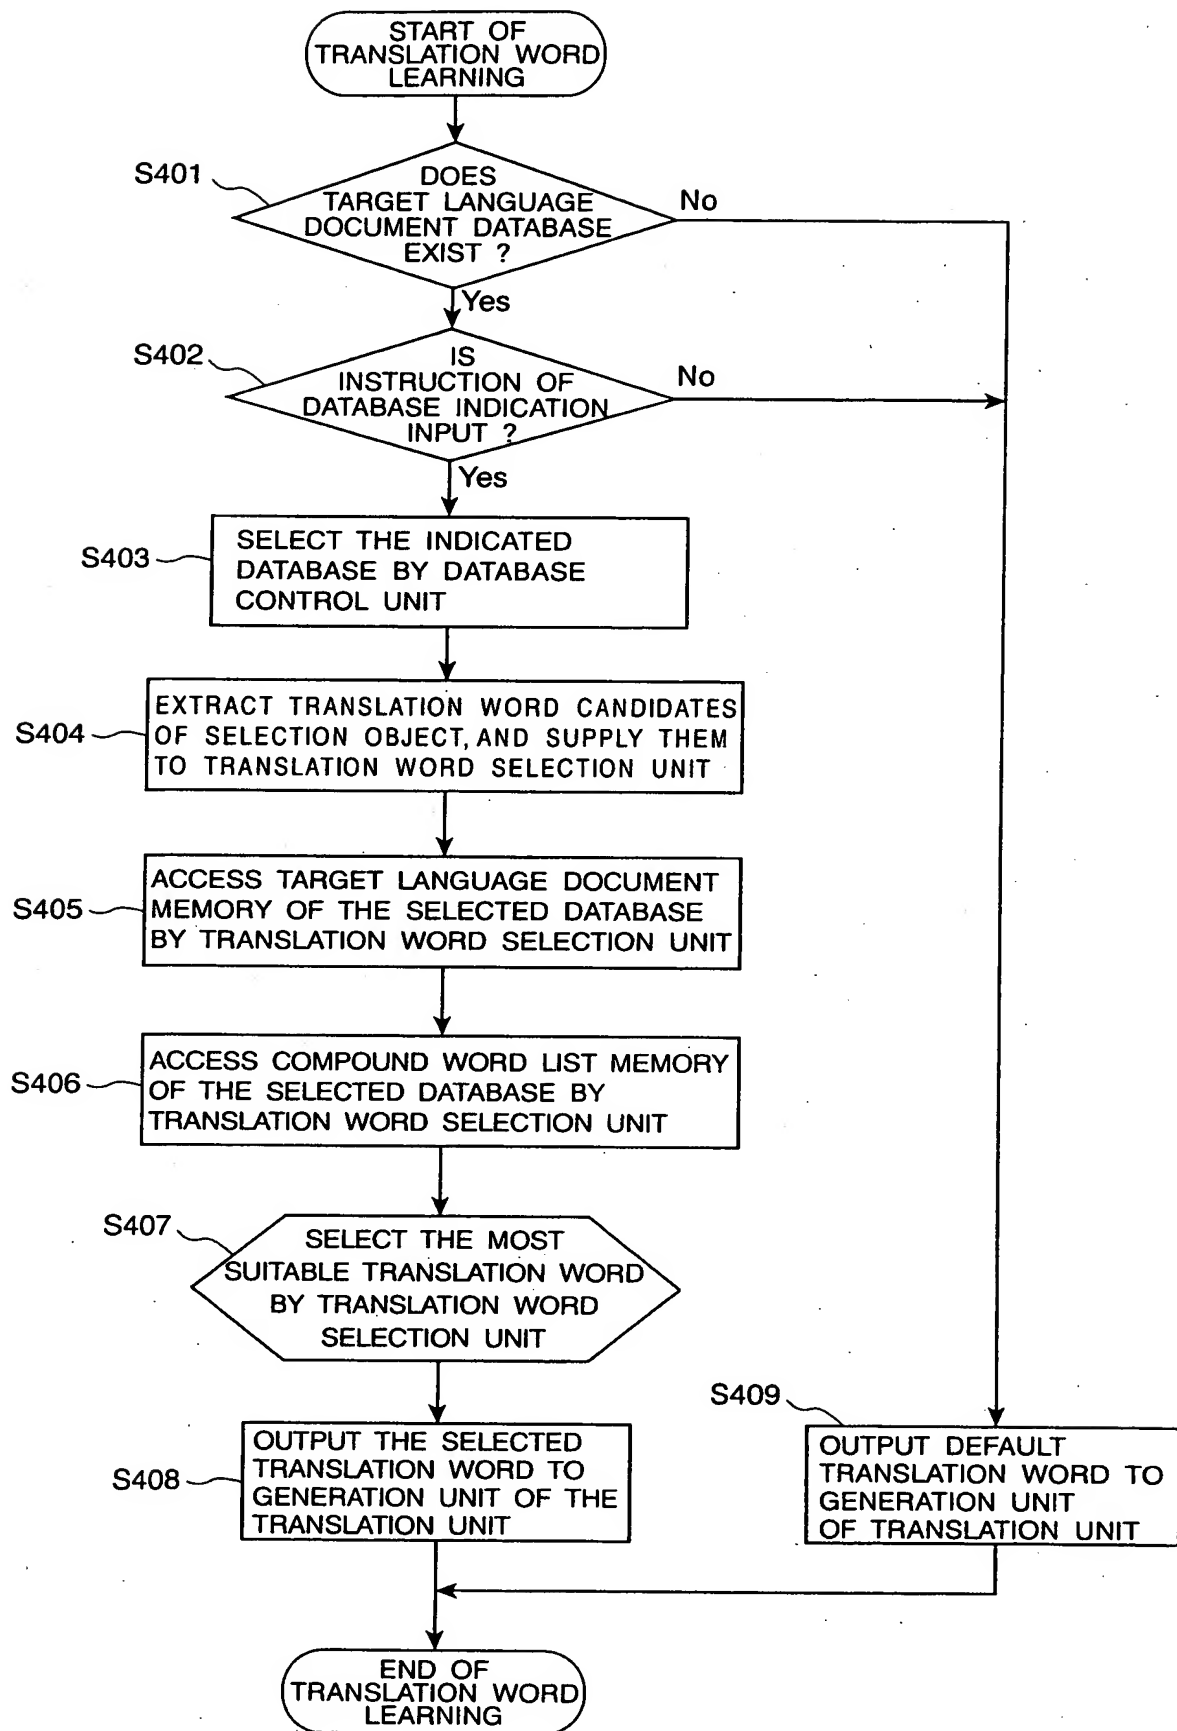 START OF
TRANSLATION WORD
LEARNING
S401
DOES
TARGET LANGUAGE
DOCUMENT DATABASE
EXIST ?
No
Yes
S402
IS
INSTRUCTION OF
DATABASE INDICATION
INPUT ?
No
Yes
S403
SELECT THE INDICATED
DATABASE BY DATABASE
CONTROL UNIT
S404
EXTRACT TRANSLATION WORD CANDIDATES
OF SELECTION OBJECT, AND SUPPLY THEM
TO TRANSLATION WORD SELECTION UNIT
S405
ACCESS TARGET LANGUAGE DOCUMENT
MEMORY OF THE SELECTED DATABASE
BY TRANSLATION WORD SELECTION UNIT
S406
ACCESS COMPOUND WORD LIST MEMORY
OF THE SELECTED DATABASE BY
TRANSLATION WORD SELECTION UNIT
S407
SELECT THE MOST
SUITABLE TRANSLATION WORD
BY TRANSLATION WORD
SELECTION UNIT
S408
OUTPUT THE SELECTED
TRANSLATION WORD TO
GENERATION UNIT OF THE
TRANSLATION UNIT
S409
OUTPUT DEFAULT
TRANSLATION WORD TO
GENERATION UNIT
OF TRANSLATION UNIT
END OF
TRANSLATION WORD
LEARNING